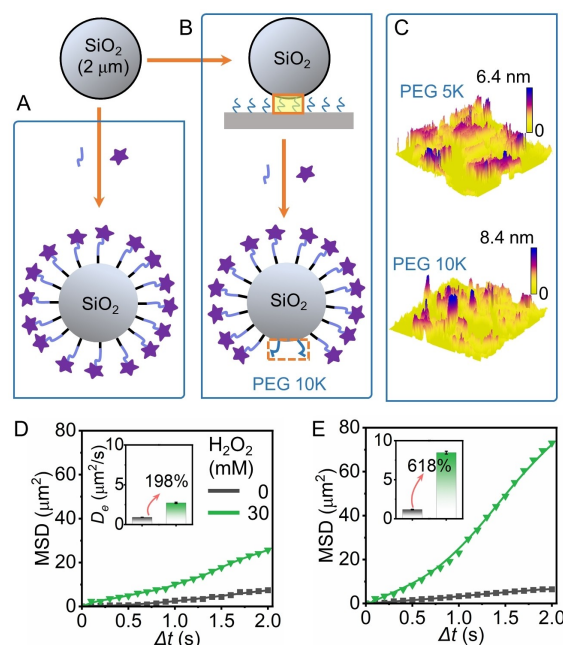 A
SiO₂
(2 μm)
SiO₂
B
SiO₂
SiO₂
PEG 10K
C
PEG 5K
6.4 nm
0
PEG 10K
8.4 nm
0
D
MSD (μm²)
80
60
40
20
0
0.0 0.5 1.0 1.5 2.0
Δt (s)
Dₑ (μm²/s)
10
5
0
198%
H₂O₂
(mM)
0
30
E
MSD (μm²)
80
60
40
20
0
0.0 0.5 1.0 1.5 2.0
Δt (s)
10
5
0
618%